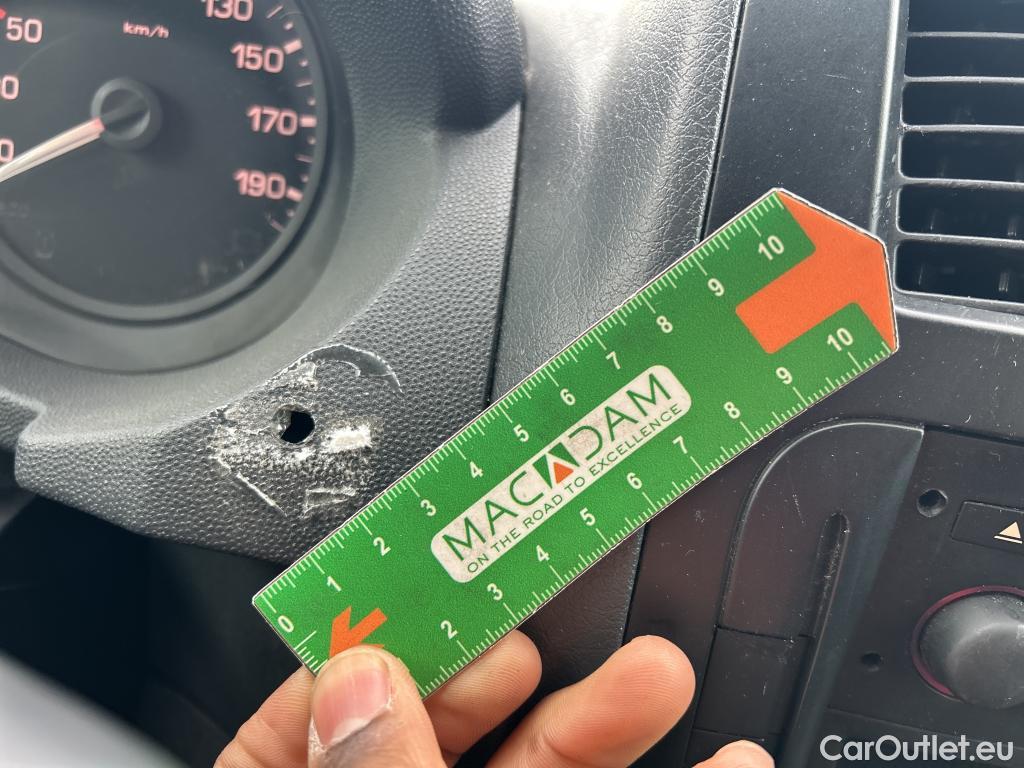 50
km/h
130
150
170
190
0 1 2 3 4 5 6 7 8 9 10
MACADAM
ON THE ROAD TO EXCELLENCE
2 3 4 5 6 7 8 9 10
CarOutlet.eu